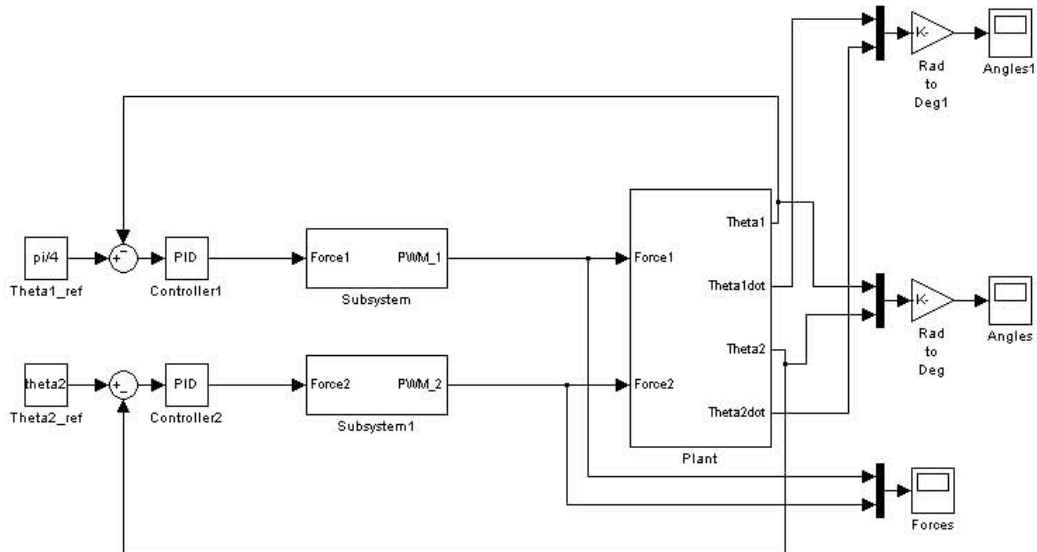 K-
Rad
to
Deg1
Angles1
Theta1
pi/4
+
−
PID
Force1
PWM_1
Force1
Theta1dot
Theta1_ref
Controller1
Subsystem
K-
Rad
to
Deg
Angles
Theta2
theta2
+
−
PID
Force2
PWM_2
Force2
Theta2dot
Theta2_ref
Controller2
Subsystem1
Plant
Forces